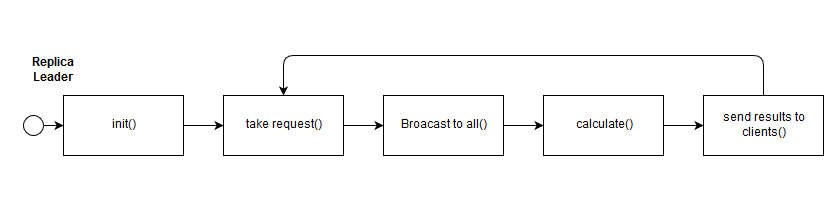 Replica
Leader
init()
take request()
Broacast to all()
calculate()
send results to
clients()